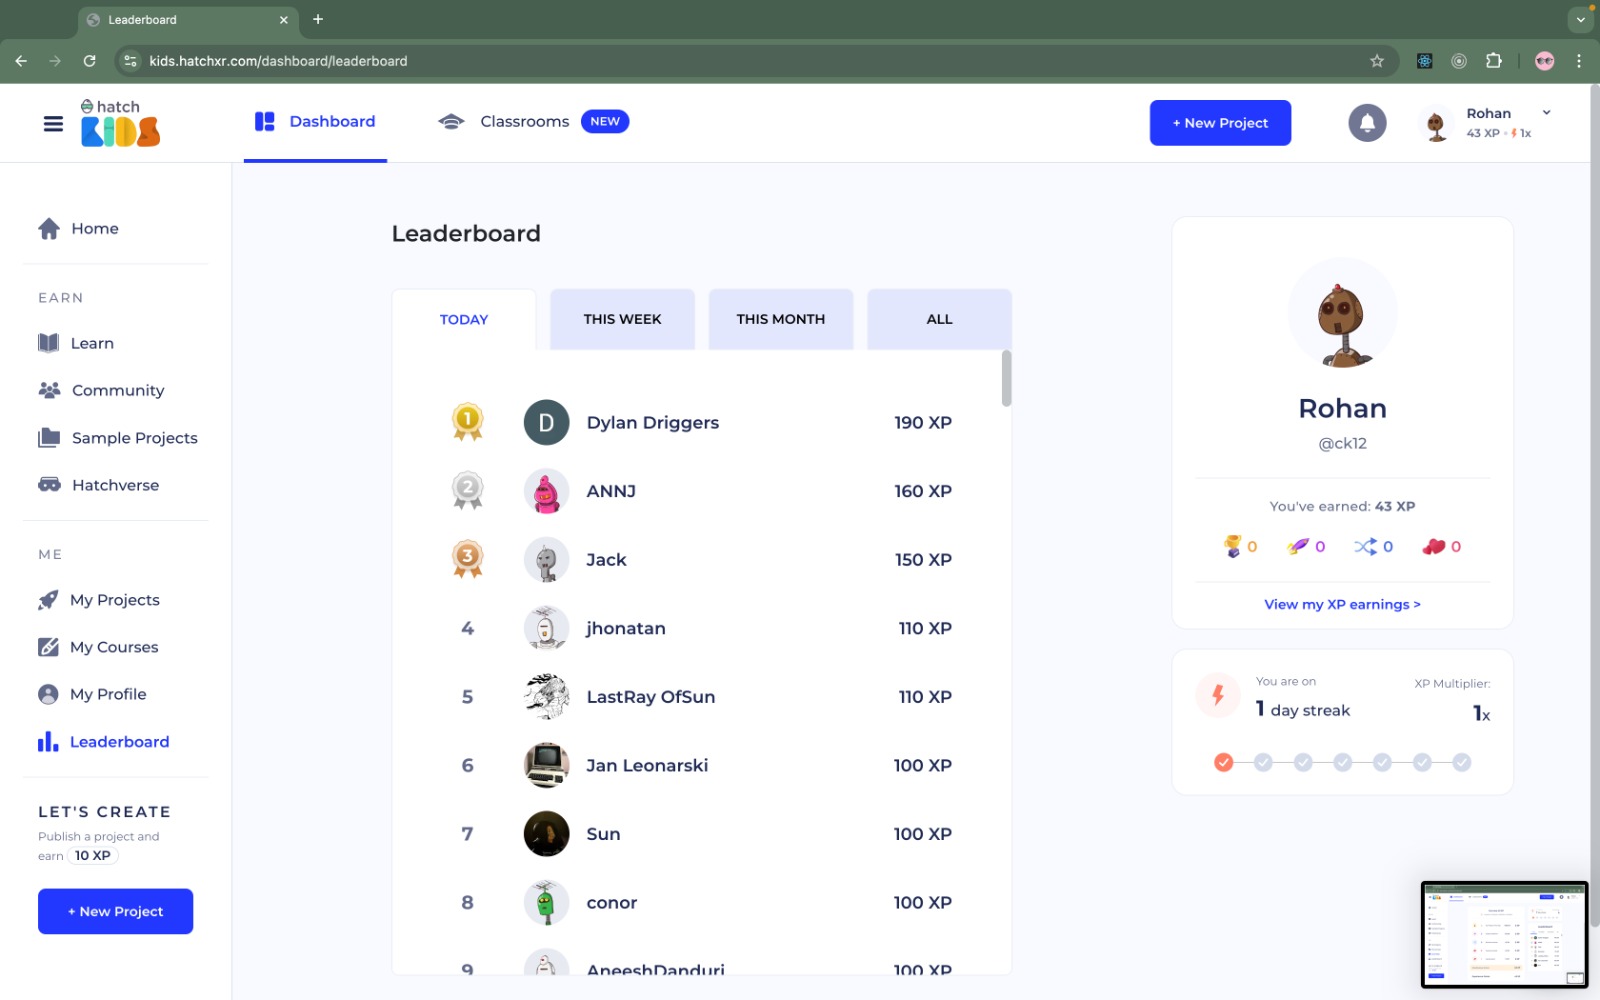 Leaderboard
kids.hatchxr.com/dashboard/leaderboard
hatch
KIDS
Dashboard
Classrooms NEW
+ New Project
Rohan
43 XP • 1x
Home
EARN
Learn
Community
Sample Projects
Hatchverse
ME
My Projects
My Courses
My Profile
Leaderboard
LET'S CREATE
Publish a project and
earn 10 XP
+ New Project
Leaderboard
TODAY THIS WEEK THIS MONTH ALL
1 D Dylan Driggers 190 XP
2 ANNJ 160 XP
3 Jack 150 XP
4 jhonatan 110 XP
5 LastRay OfSun 110 XP
6 Jan Leonarski 100 XP
7 Sun 100 XP
8 conor 100 XP
9 AneeshDanduri 100 XP
Rohan
@ck12
You've earned: 43 XP
0 0 0 0
View my XP earnings >
You are on
1 day streak
XP Multiplier:
1x